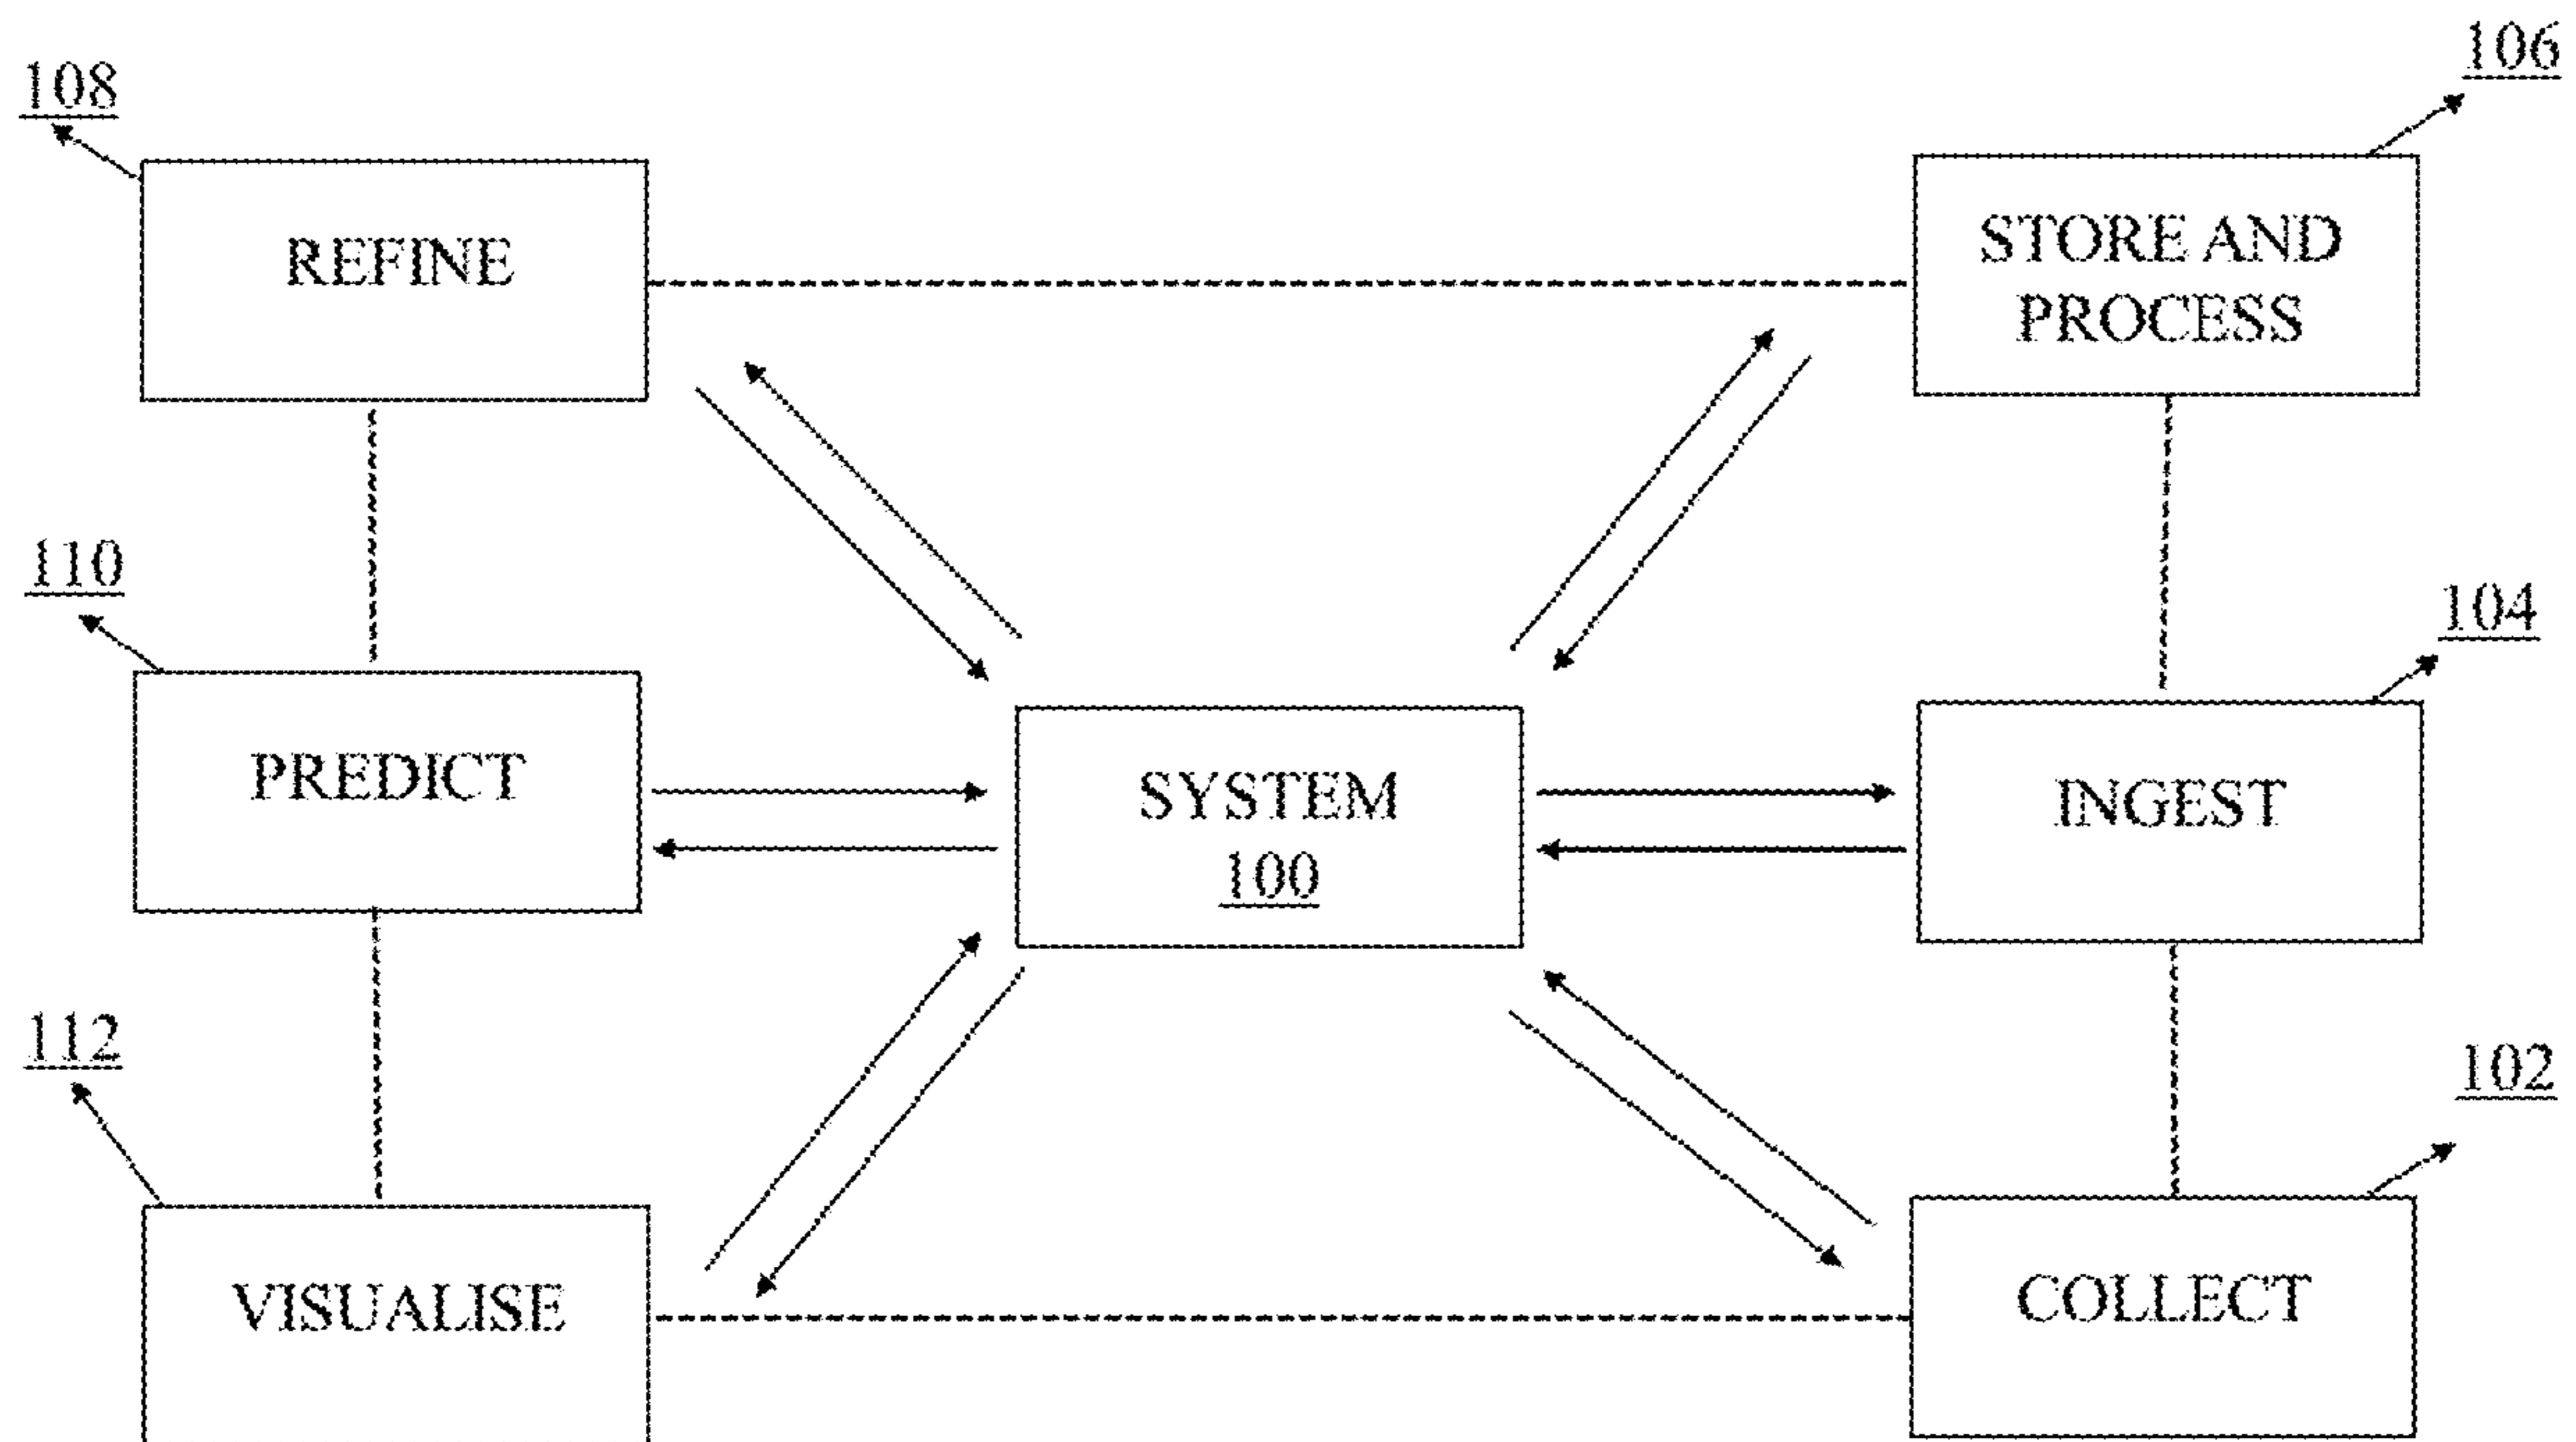 106
108
REFINE
STORE AND
PROCESS
110
104
PREDICT
SYSTEM
100
INGEST
112
102
VISUALISE
COLLECT